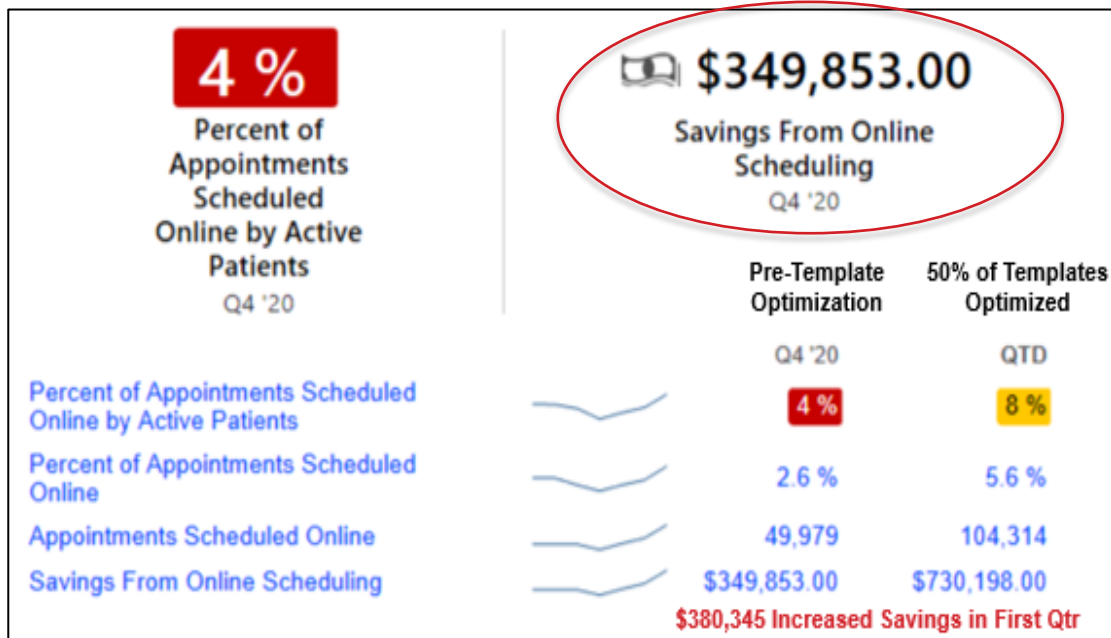 4 %
Percent of
Appointments
Scheduled
Online by Active
Patients
Q4 '20
$349,853.00
Savings From Online
Scheduling
Q4 '20
Pre-Template
Optimization
50% of Templates
Optimized
Q4 '20 QTD
Percent of Appointments Scheduled
Online by Active Patients
4 % 8 %
Percent of Appointments Scheduled
Online
2.6 % 5.6 %
Appointments Scheduled Online 49,979 104,314
Savings From Online Scheduling $349,853.00 $730,198.00
$380,345 Increased Savings in First Qtr